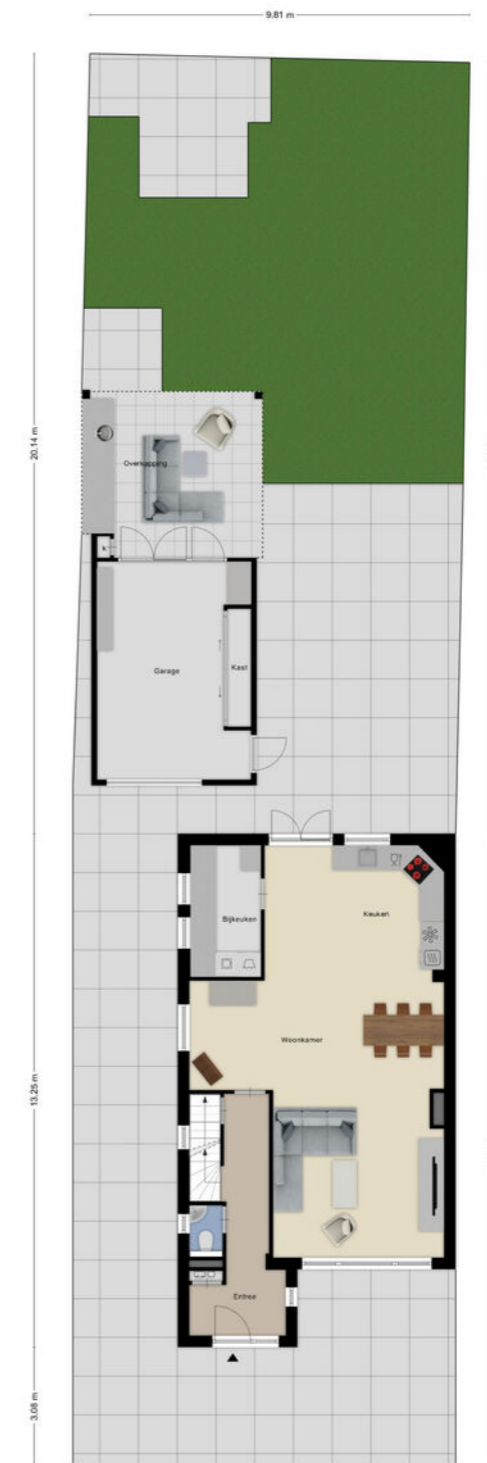 9.81 m
20.14 m
Overkapping
K
Garage
Kast
Bijkeuken
Keuken
Woonkamer
13.25 m
Entree
3.08 m